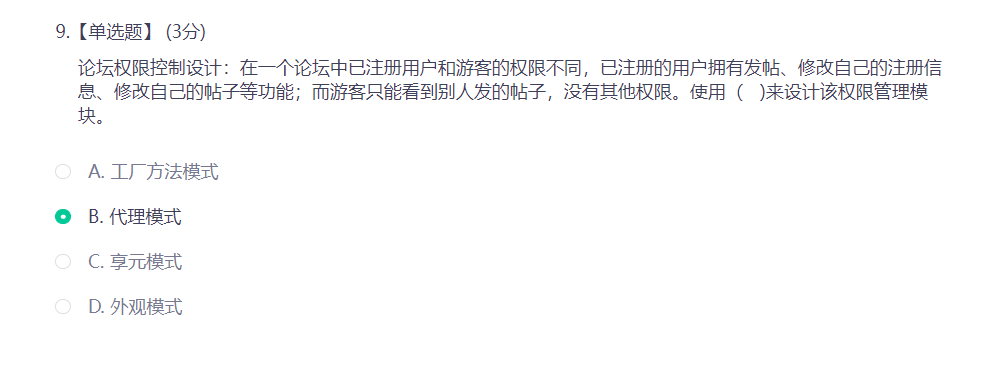 9.【单选题】 (3分)
论坛权限控制设计：在一个论坛中已注册用户和游客的权限不同，已注册的用户拥有发帖、修改自己的注册信
息、修改自己的帖子等功能；而游客只能看到别人发的帖子，没有其他权限。使用（　)来设计该权限管理模
块。
A. 工厂方法模式
B. 代理模式
C. 享元模式
D. 外观模式